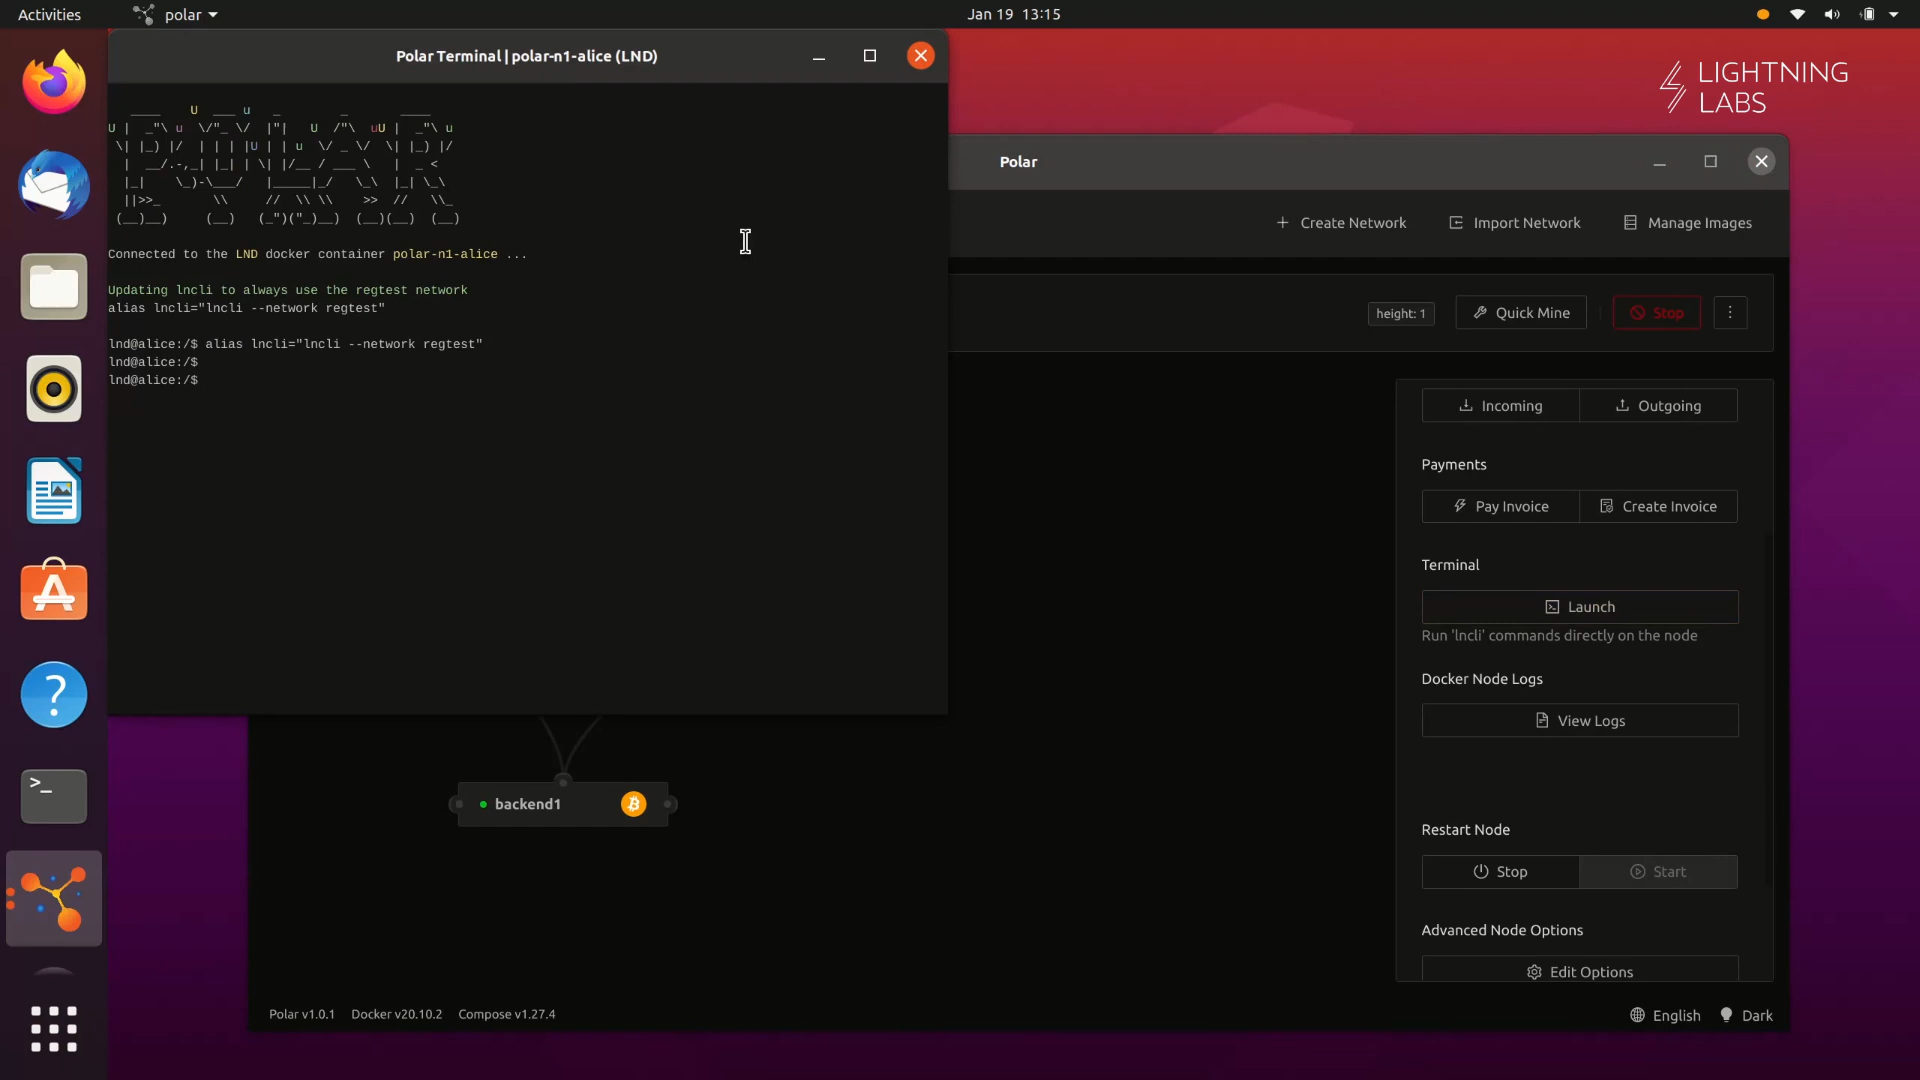 Activities
polar
Jan 19 13:15
Polar Terminal | polar-n1-alice (LND)
LIGHTNING
LABS
Connected to the LND docker container polar-n1-alice ...
Updating lncli to always use the regtest network
alias lncli="lncli --network regtest"
lnd@alice:/$ alias lncli="lncli --network regtest"
lnd@alice:/$
lnd@alice:/$
Polar
Create Network
Import Network
Manage Images
height: 1
Quick Mine
Stop
Incoming
Outgoing
Payments
Pay Invoice
Create Invoice
Terminal
Launch
Run 'lncli' commands directly on the node
Docker Node Logs
View Logs
backend1
Restart Node
Stop
Start
Advanced Node Options
Edit Options
Polar v1.0.1 Docker v20.10.2 Compose v1.27.4
English
Dark